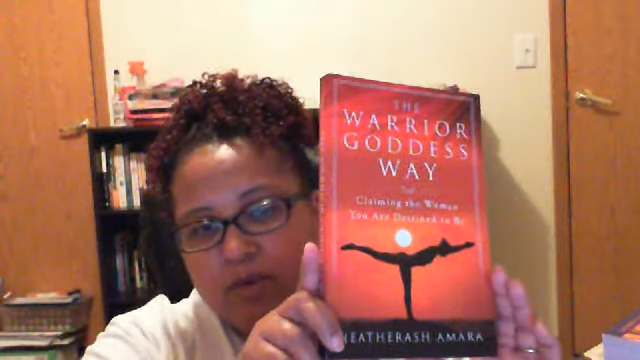 THE
WARRIOR
GODDESS
WAY
Claiming the Woman
You Are Destined to Be
HEATHERASH AMARA